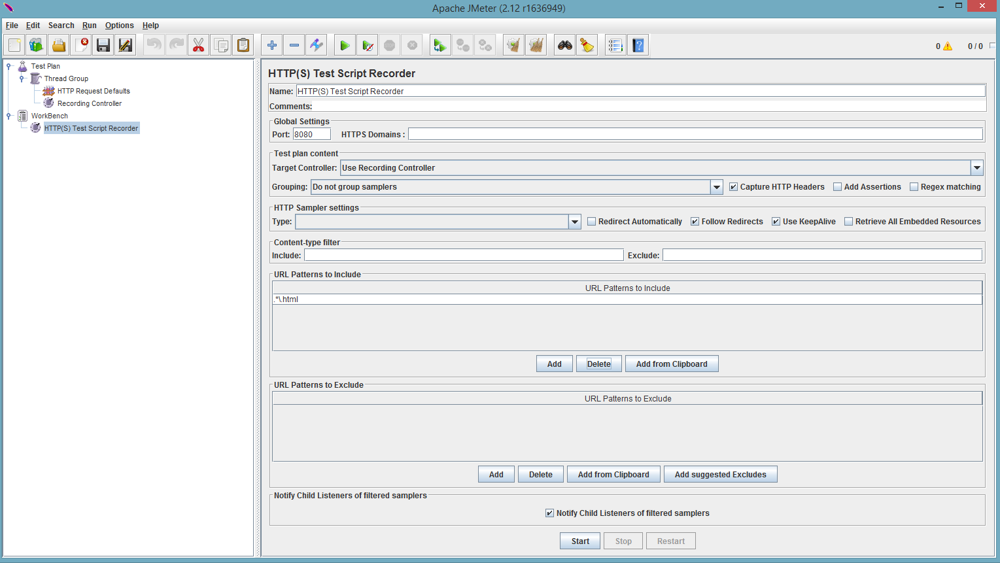 Apache JMeter (2.12 r1636949)
File Edit Search Run Options Help
0 0 / 0
Test Plan
Thread Group
HTTP Request Defaults
Recording Controller
WorkBench
HTTP(S) Test Script Recorder
HTTP(S) Test Script Recorder
Name: HTTP(S) Test Script Recorder
Comments:
Global Settings
Port: 8080 HTTPS Domains :
Test plan content
Target Controller: Use Recording Controller
Grouping: Do not group samplers Capture HTTP Headers Add Assertions Regex matching
HTTP Sampler settings
Type: Redirect Automatically Follow Redirects Use KeepAlive Retrieve All Embedded Resources
Content-type filter
Include: Exclude:
URL Patterns to Include
URL Patterns to Include
.*\.html
Add Delete Add from Clipboard
URL Patterns to Exclude
URL Patterns to Exclude
Add Delete Add from Clipboard Add suggested Excludes
Notify Child Listeners of filtered samplers
Notify Child Listeners of filtered samplers
Start Stop Restart